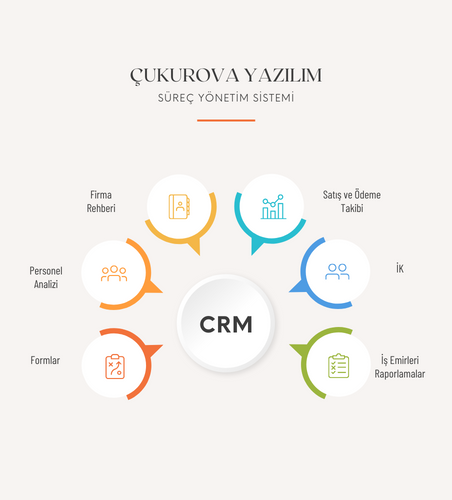 ÇUKUROVA YAZILIM
SÜREÇ YÖNETİM SİSTEMİ
Firma
Rehberi
Satış ve Ödeme
Takibi
Personel
Analizi
İK
CRM
Formlar
İş Emirleri
Raporlamalar